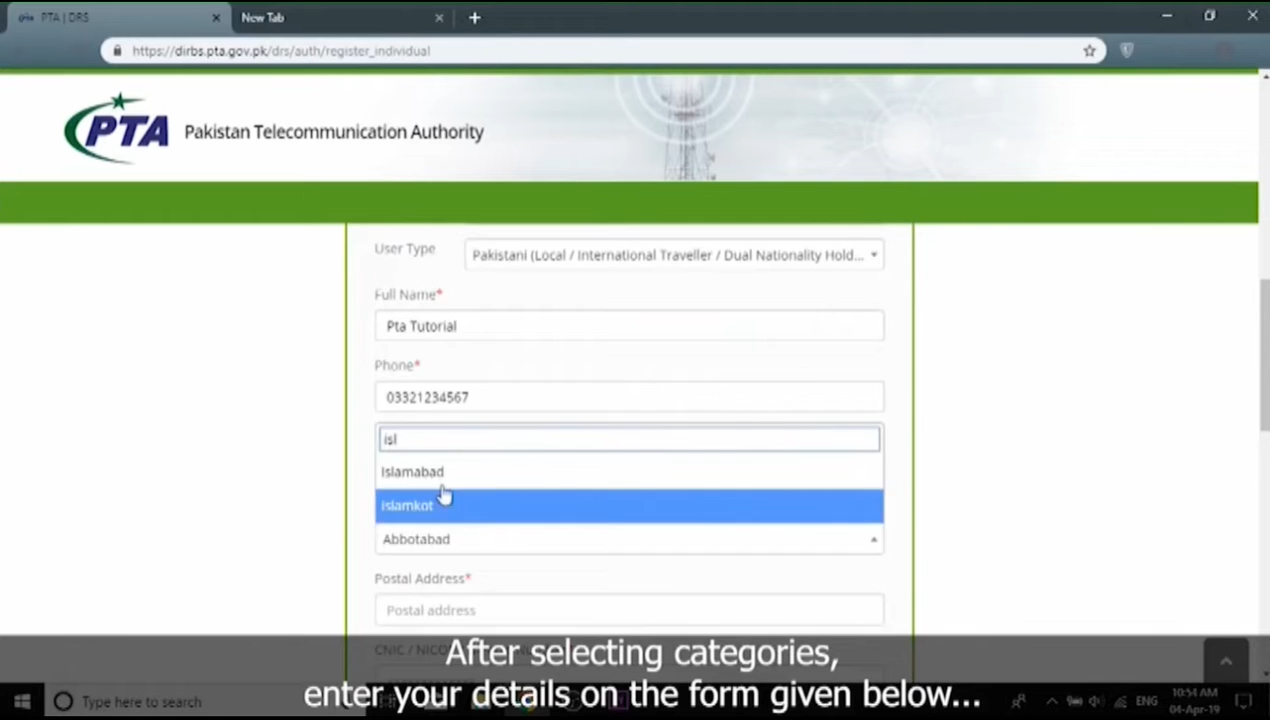 PTA | DRS
New Tab
https://dirbs.pta.gov.pk/drs/auth/register_individual
PTA
Pakistan Telecommunication Authority
User Type
Pakistani (Local / International Traveller / Dual Nationality Hold...
Full Name*
Pta Tutorial
Phone*
03321234567
isl
Islamabad
islamkot
Abbotabad
Postal Address*
Postal address
CNIC / NICO
After selecting categories,
enter your details on the form given below...
Type here to search
ENG
10:54 AM
04-Apr-19